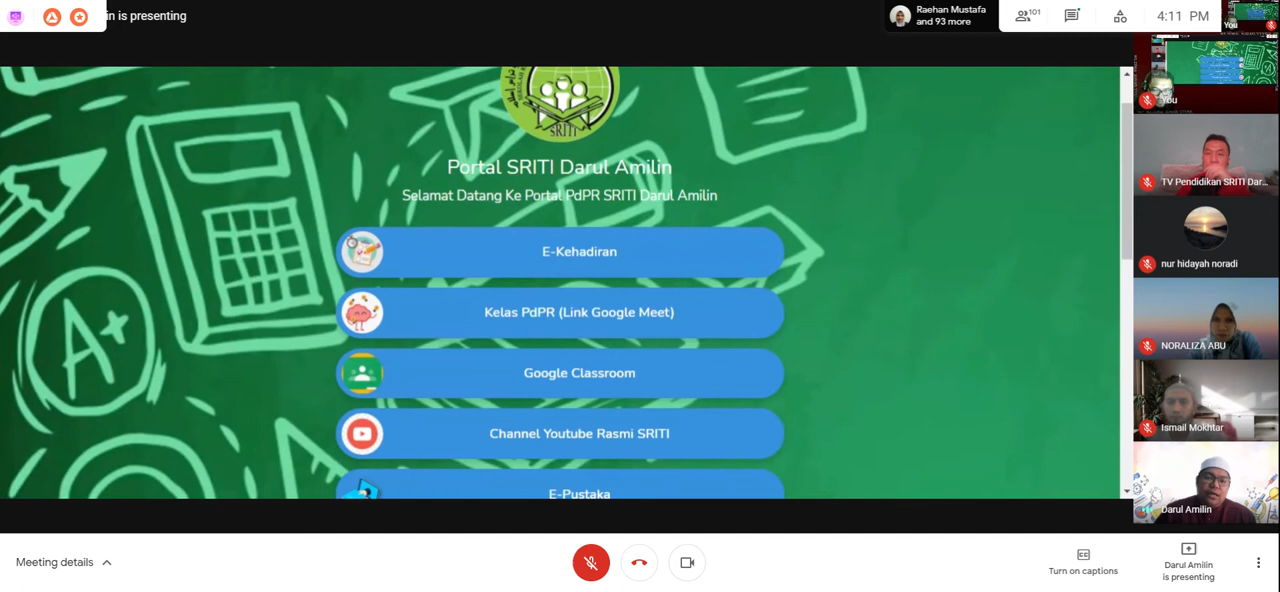 in is presenting
Raehan Mustafa
and 93 more
101
4:11 PM
You
SRITI
Portal SRITI Darul Amilin
Selamat Datang Ke Portal PdPR SRITI Darul Amilin
E-Kehadiran
Kelas PdPR (Link Google Meet)
Google Classroom
Channel Youtube Rasmi SRITI
E-Pustaka
A+
You
TV Pendidikan SRITI Dar...
nur hidayah noradi
NORALIZA ABU
Ismail Mokhtar
Darul Amilin
Meeting details
CC
Turn on captions
Darul Amilin
is presenting